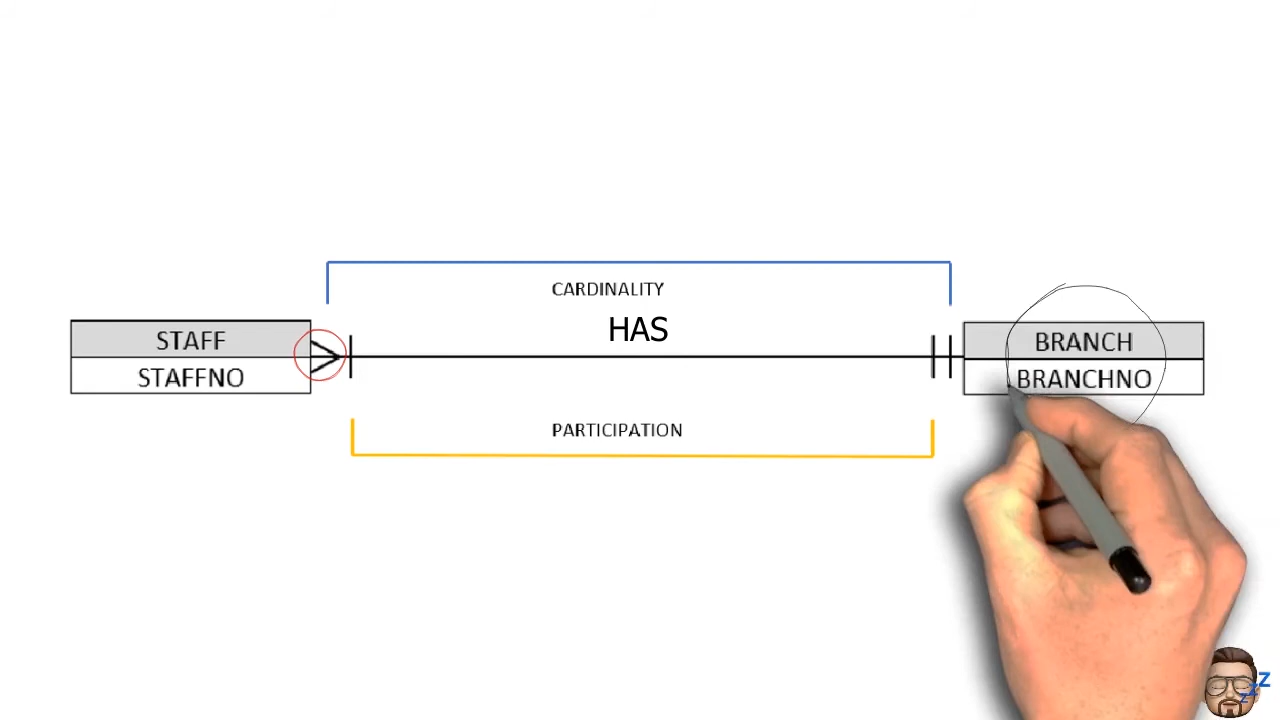 CARDINALITY
HAS
STAFF
STAFFNO
BRANCH
BRANCHNO
PARTICIPATION
Z
Z
Z